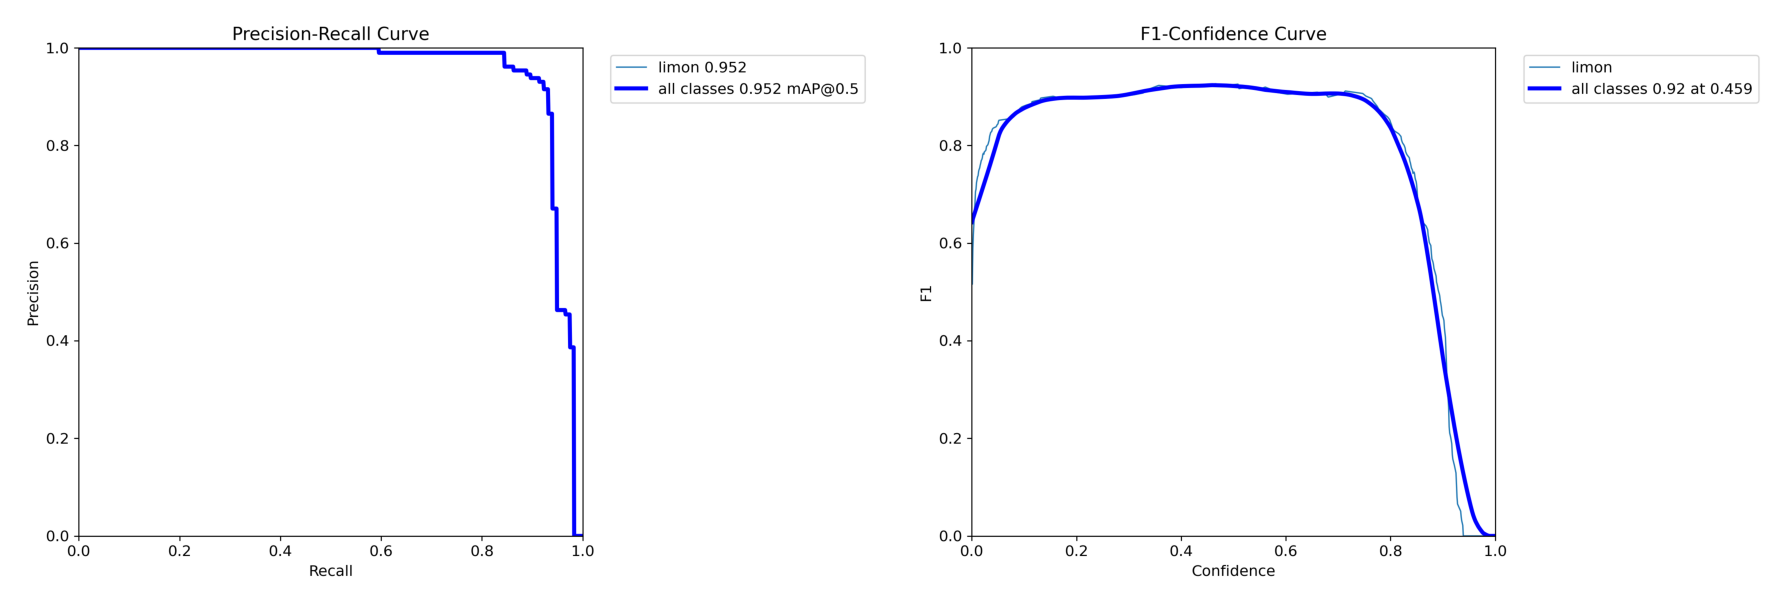 Precision-Recall Curve
1.0
0.8
0.6
0.4
0.2
0.0
Precision
0.0 0.2 0.4 0.6 0.8 1.0
Recall
limon 0.952
all classes 0.952 mAP@0.5
F1-Confidence Curve
1.0
0.8
0.6
0.4
0.2
0.0
F1
0.0 0.2 0.4 0.6 0.8 1.0
Confidence
limon
all classes 0.92 at 0.459